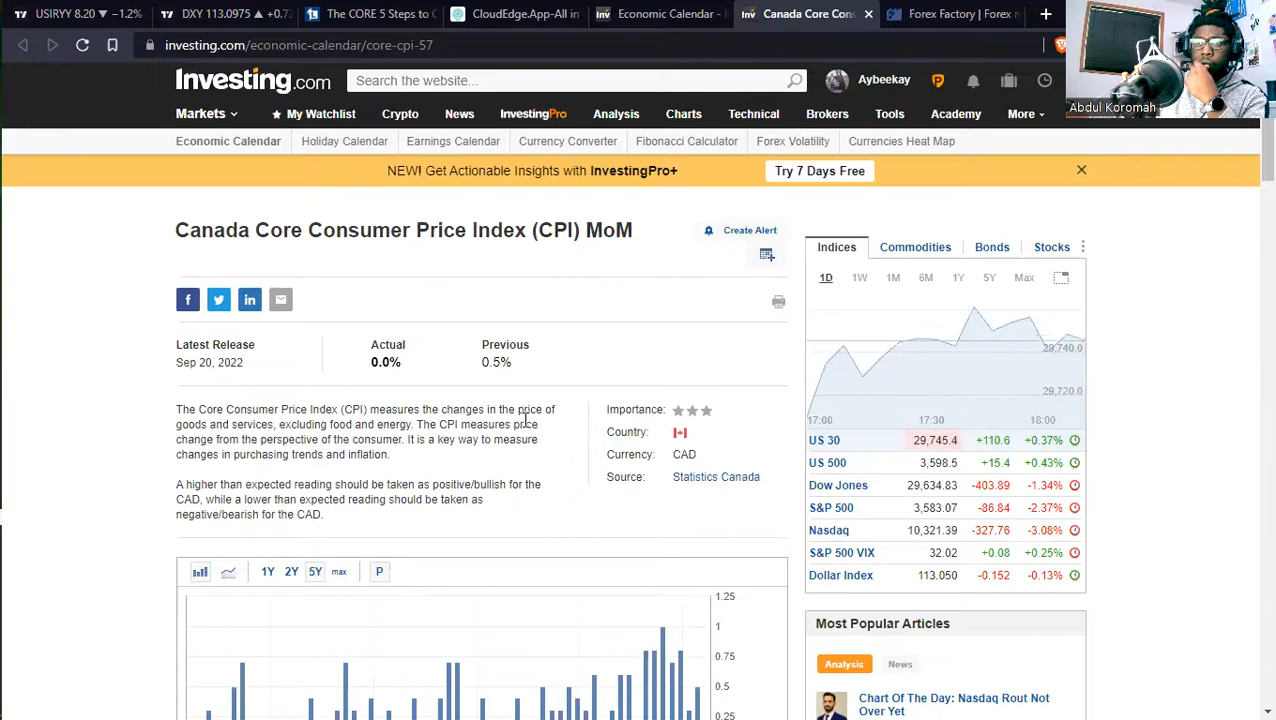 USIRYY 8.20 ▼ −1.2%
DXY 113.0975 ▲ +0.72
The CORE 5 Steps to C
CloudEdge.App-All in
Economic Calendar -
Canada Core Cons
Forex Factory | Forex
investing.com/economic-calendar/core-cpi-57
Investing.com
Search the website...
Aybeekay
Abdul Koromah
Markets
My Watchlist
Crypto
News
InvestingPro
Analysis
Charts
Technical
Brokers
Tools
Academy
More
Economic Calendar
Holiday Calendar
Earnings Calendar
Currency Converter
Fibonacci Calculator
Forex Volatility
Currencies Heat Map
NEW! Get Actionable Insights with InvestingPro+
Try 7 Days Free
Canada Core Consumer Price Index (CPI) MoM
Create Alert
Latest Release
Actual
Previous
Sep 20, 2022
0.0%
0.5%
The Core Consumer Price Index (CPI) measures the changes in the price of
goods and services, excluding food and energy. The CPI measures price
change from the perspective of the consumer. It is a key way to measure
changes in purchasing trends and inflation.
A higher than expected reading should be taken as positive/bullish for the
CAD, while a lower than expected reading should be taken as
negative/bearish for the CAD.
Importance:
Country:
Currency: CAD
Source: Statistics Canada
1Y 2Y 5Y max P
1.25
1
0.75
0.5
0.25
Indices
Commodities
Bonds
Stocks
1D 1W 1M 6M 1Y 5Y Max
29,740.0
29,720.0
17:00 17:30 18:00
US 30 29,745.4 +110.6 +0.37%
US 500 3,598.5 +15.4 +0.43%
Dow Jones 29,634.83 -403.89 -1.34%
S&P 500 3,583.07 -86.84 -2.37%
Nasdaq 10,321.39 -327.76 -3.08%
S&P 500 VIX 32.02 +0.08 +0.25%
Dollar Index 113.050 -0.152 -0.13%
Most Popular Articles
Analysis
News
Chart Of The Day: Nasdaq Rout Not
Over Yet